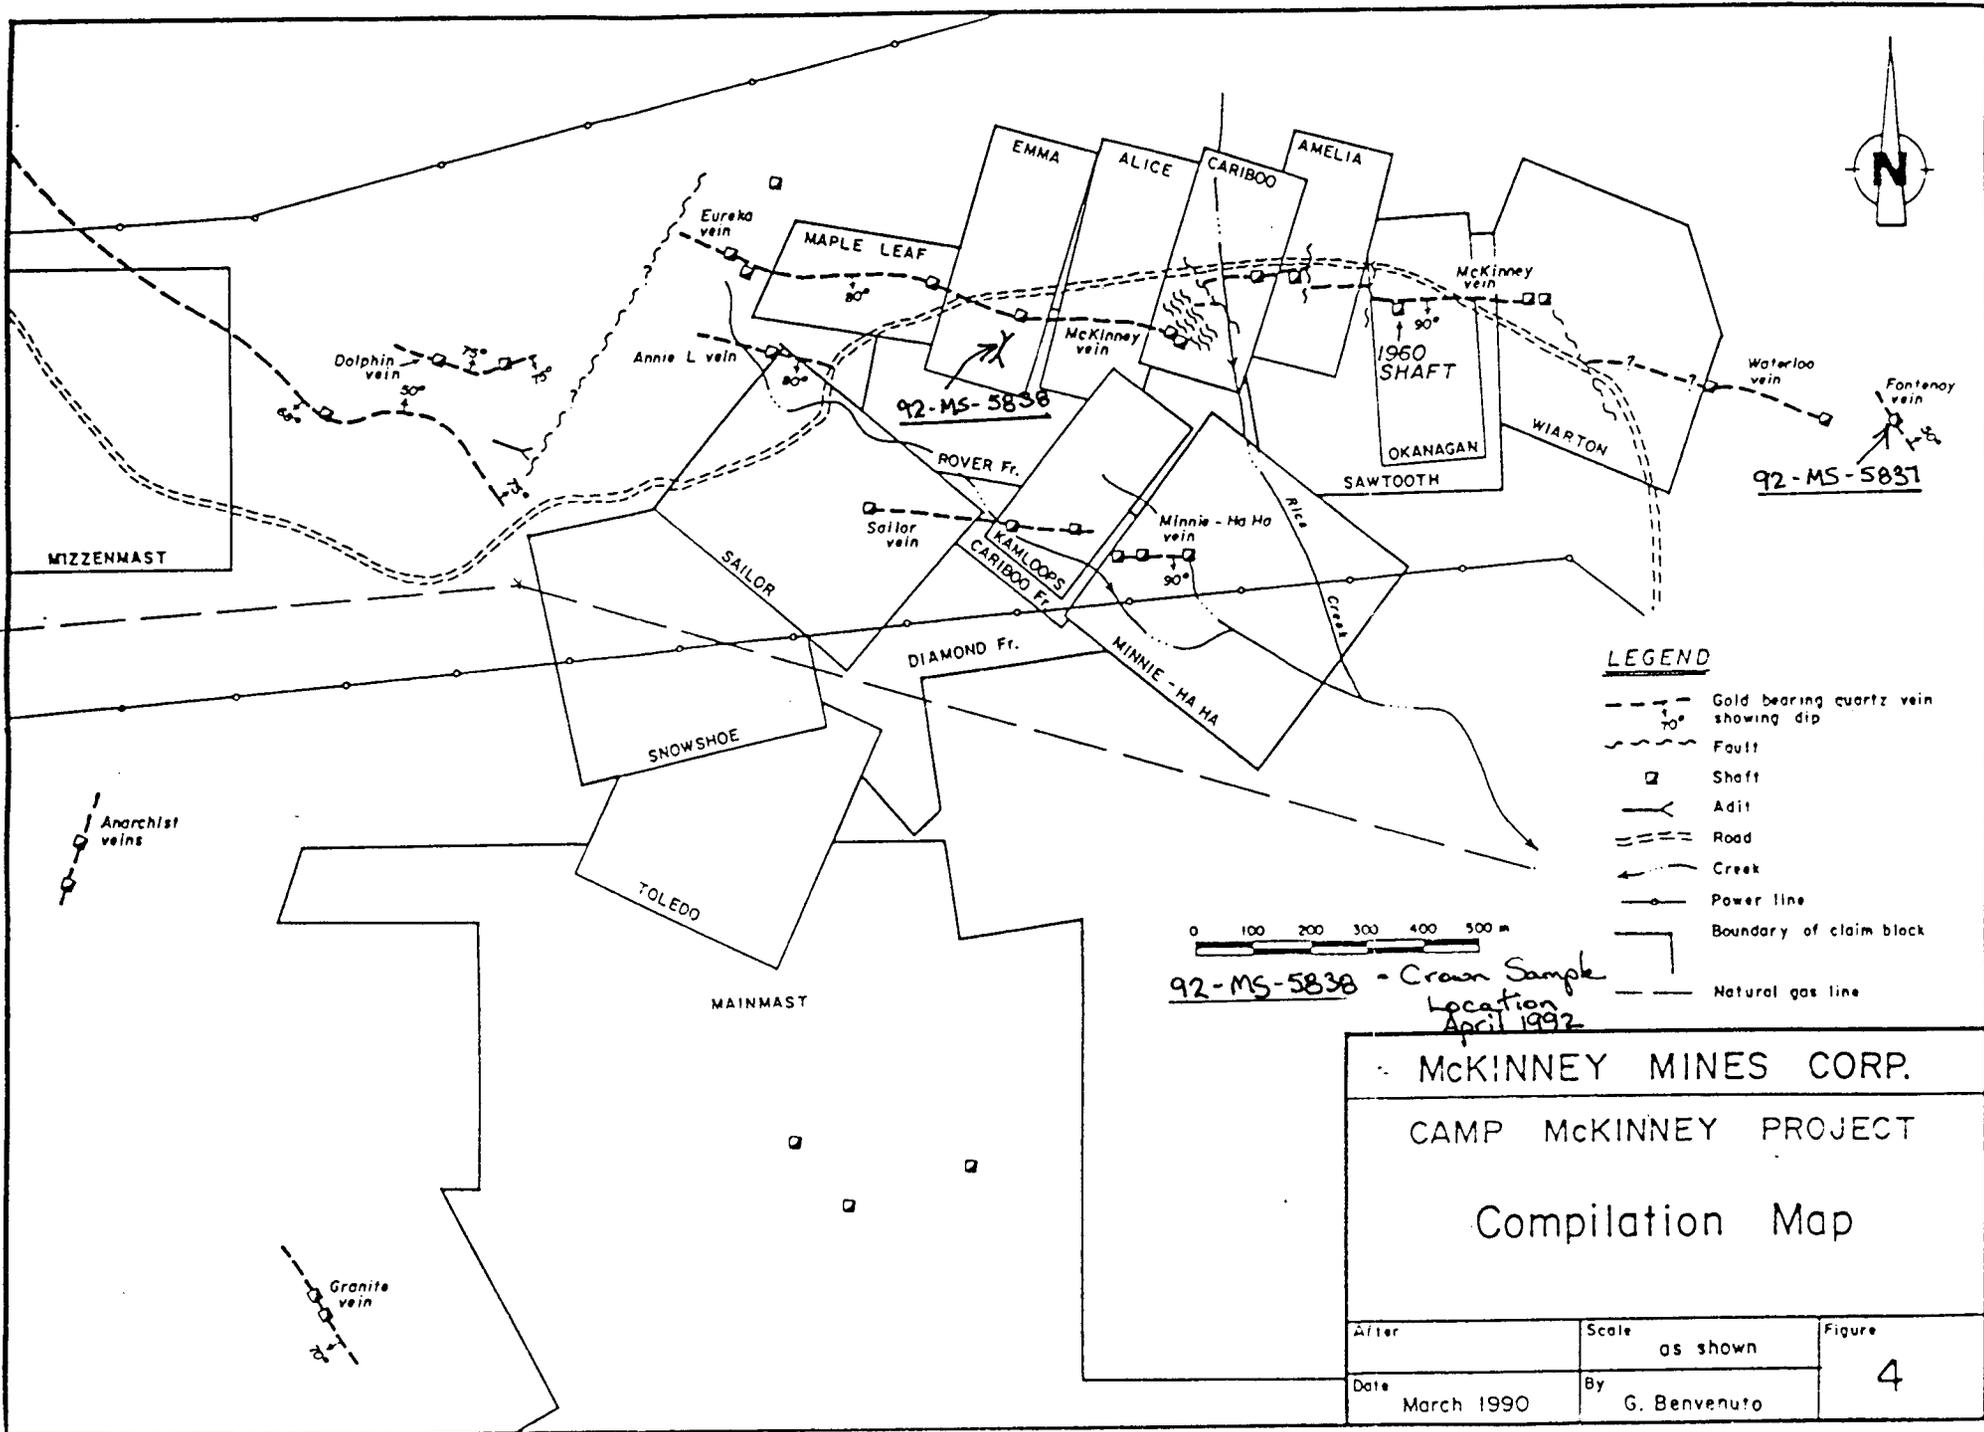 EMMA
ALICE
CARIBOO
AMELIA
N
Eureka
vein
MAPLE LEAF
80°
McKinney
vein
?
McKinney
vein
90°
1960
SHAFT
Dolphin
vein
75°
75°
50°
Annie L vein
80°
92-MS-5838
?
?
?
Waterloo
vein
Fontenoy
vein
50°
92-MS-5837
WIARTON
OKANAGAN
SAWTOOTH
75°
ROVER Fr.
Sailor
vein
Minnie-Ha Ha
vein
90°
Rice
Creek
KAMLOOPS
CARIBOO Fr.
MIZZENMAST
SAILOR
DIAMOND Fr.
MINNIE-HA HA
SNOWSHOE
TOLEDO
Anarchist
veins
MAINMAST
Granite
vein
70°
LEGEND
Gold bearing quartz vein
showing dip
70°
Fault
Shaft
Adit
Road
Creek
Power line
Boundary of claim block
Natural gas line
0 100 200 300 400 500 m
92-MS-5838 - Crown Sample
Location
April 1992
McKINNEY MINES CORP.
CAMP McKINNEY PROJECT
Compilation Map
After
Scale
as shown
Figure
4
Date
March 1990
By
G. Benvenuto